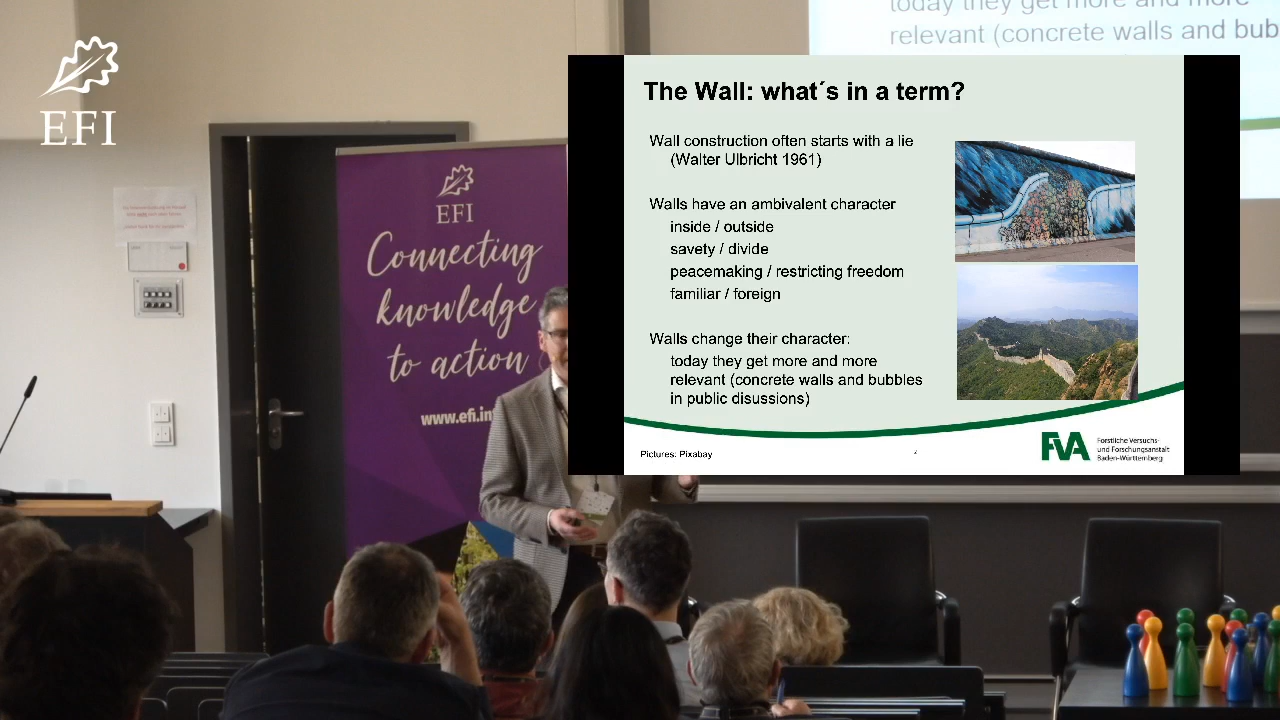 today they get more and more
relevant (concrete walls and bub
EFI
EFI
Connecting
knowledge
to action
www.efi.in
The Wall: what´s in a term?
Wall construction often starts with a lie
(Walter Ulbricht 1961)
Walls have an ambivalent character
inside / outside
savety / divide
peacemaking / restricting freedom
familiar / foreign
Walls change their character:
today they get more and more
relevant (concrete walls and bubbles
in public disussions)
Pictures: Pixabay
FVA
Forstliche Versuchs-
und Forschungsanstalt
Baden-Württemberg